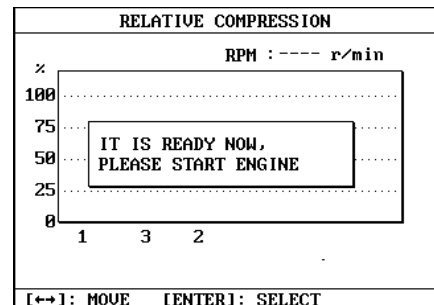 RELATIVE COMPRESSION
RPM :---- r/min
%
100
75
IT IS READY NOW,
50
PLEASE START ENGINE
25
0
1 3 2
[←→]: MOVE [ENTER]: SELECT